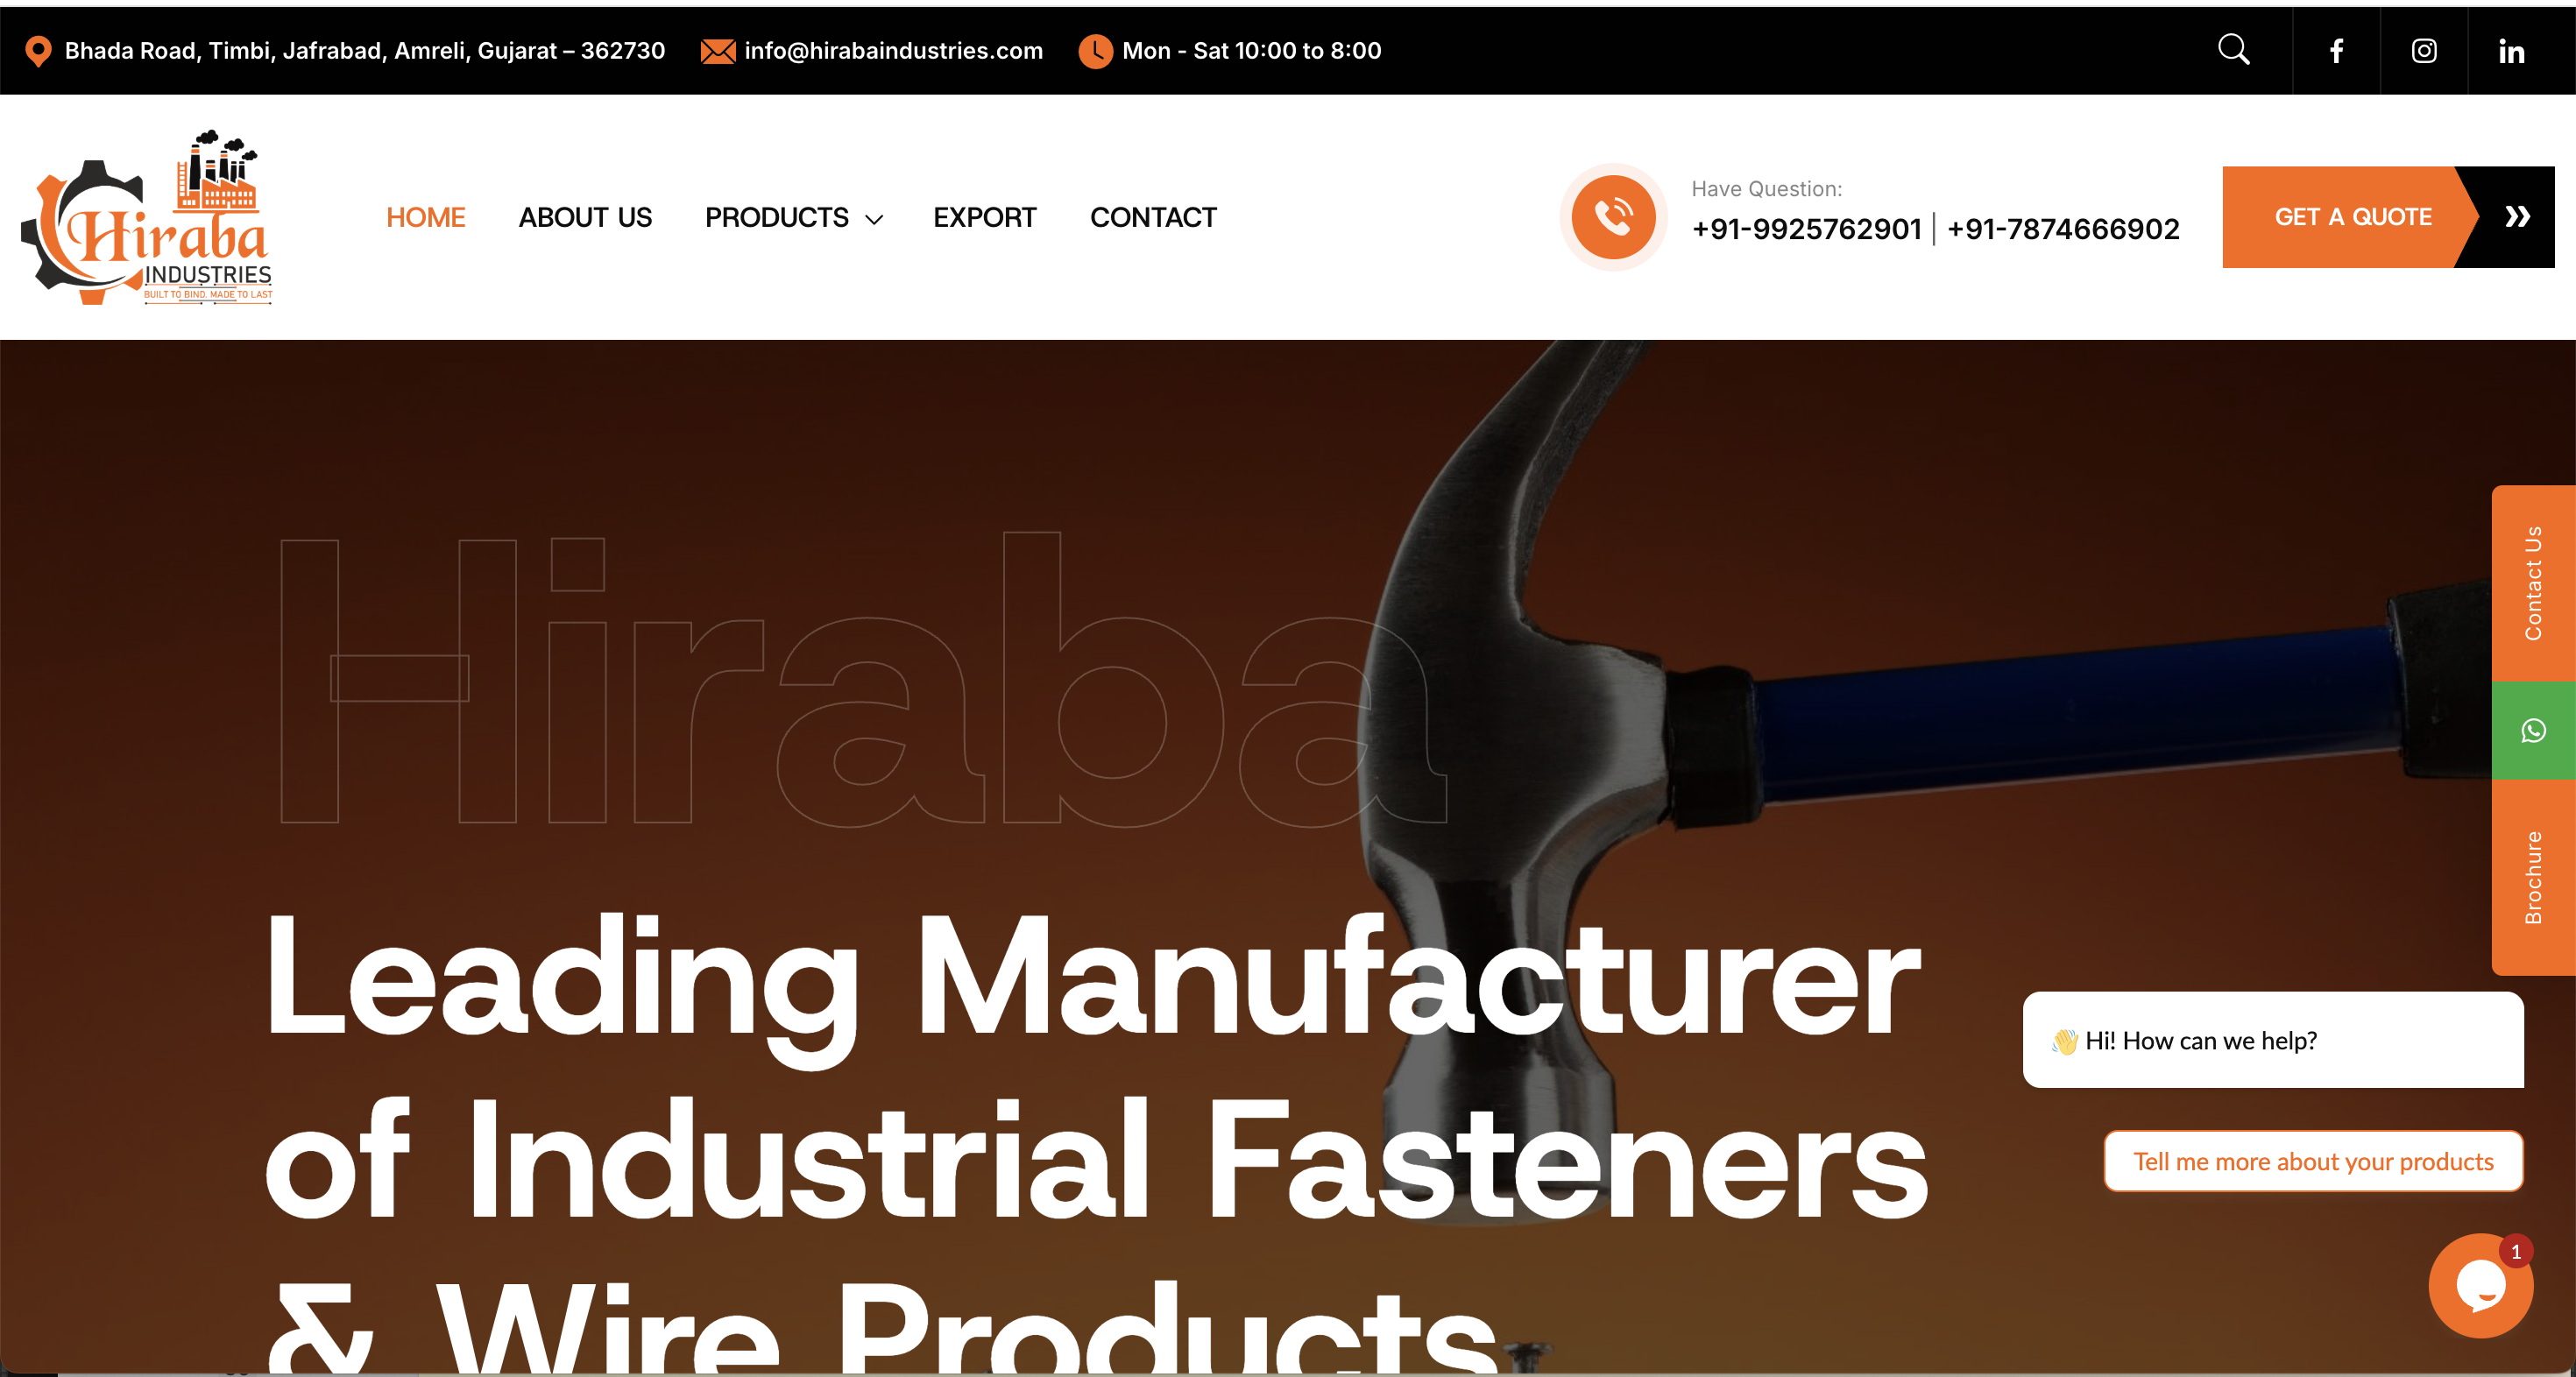 Bhada Road, Timbi, Jafrabad, Amreli, Gujarat – 362730 info@hirabaindustries.com Mon - Sat 10:00 to 8:00
Hiraba
INDUSTRIES
BUILT TO BIND. MADE TO LAST
HOME ABOUT US PRODUCTS EXPORT CONTACT
Have Question:
+91-9925762901 | +91-7874666902
GET A QUOTE
Hiraba
Leading Manufacturer
of Industrial Fasteners
& Wire Products
Contact Us
Brochure
👋 Hi! How can we help?
Tell me more about your products
1